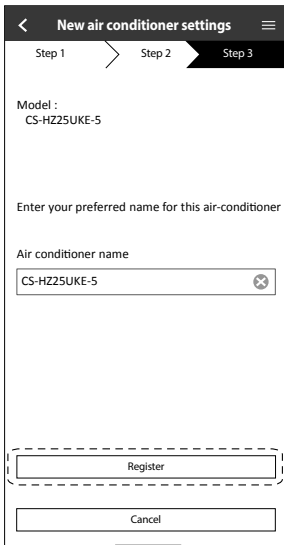 New air conditioner settings
Step 1 Step 2 Step 3
Model :
CS-HZ25UKE-5
Enter your preferred name for this air-conditioner
Air conditioner name
CS-HZ25UKE-5
Register
Cancel